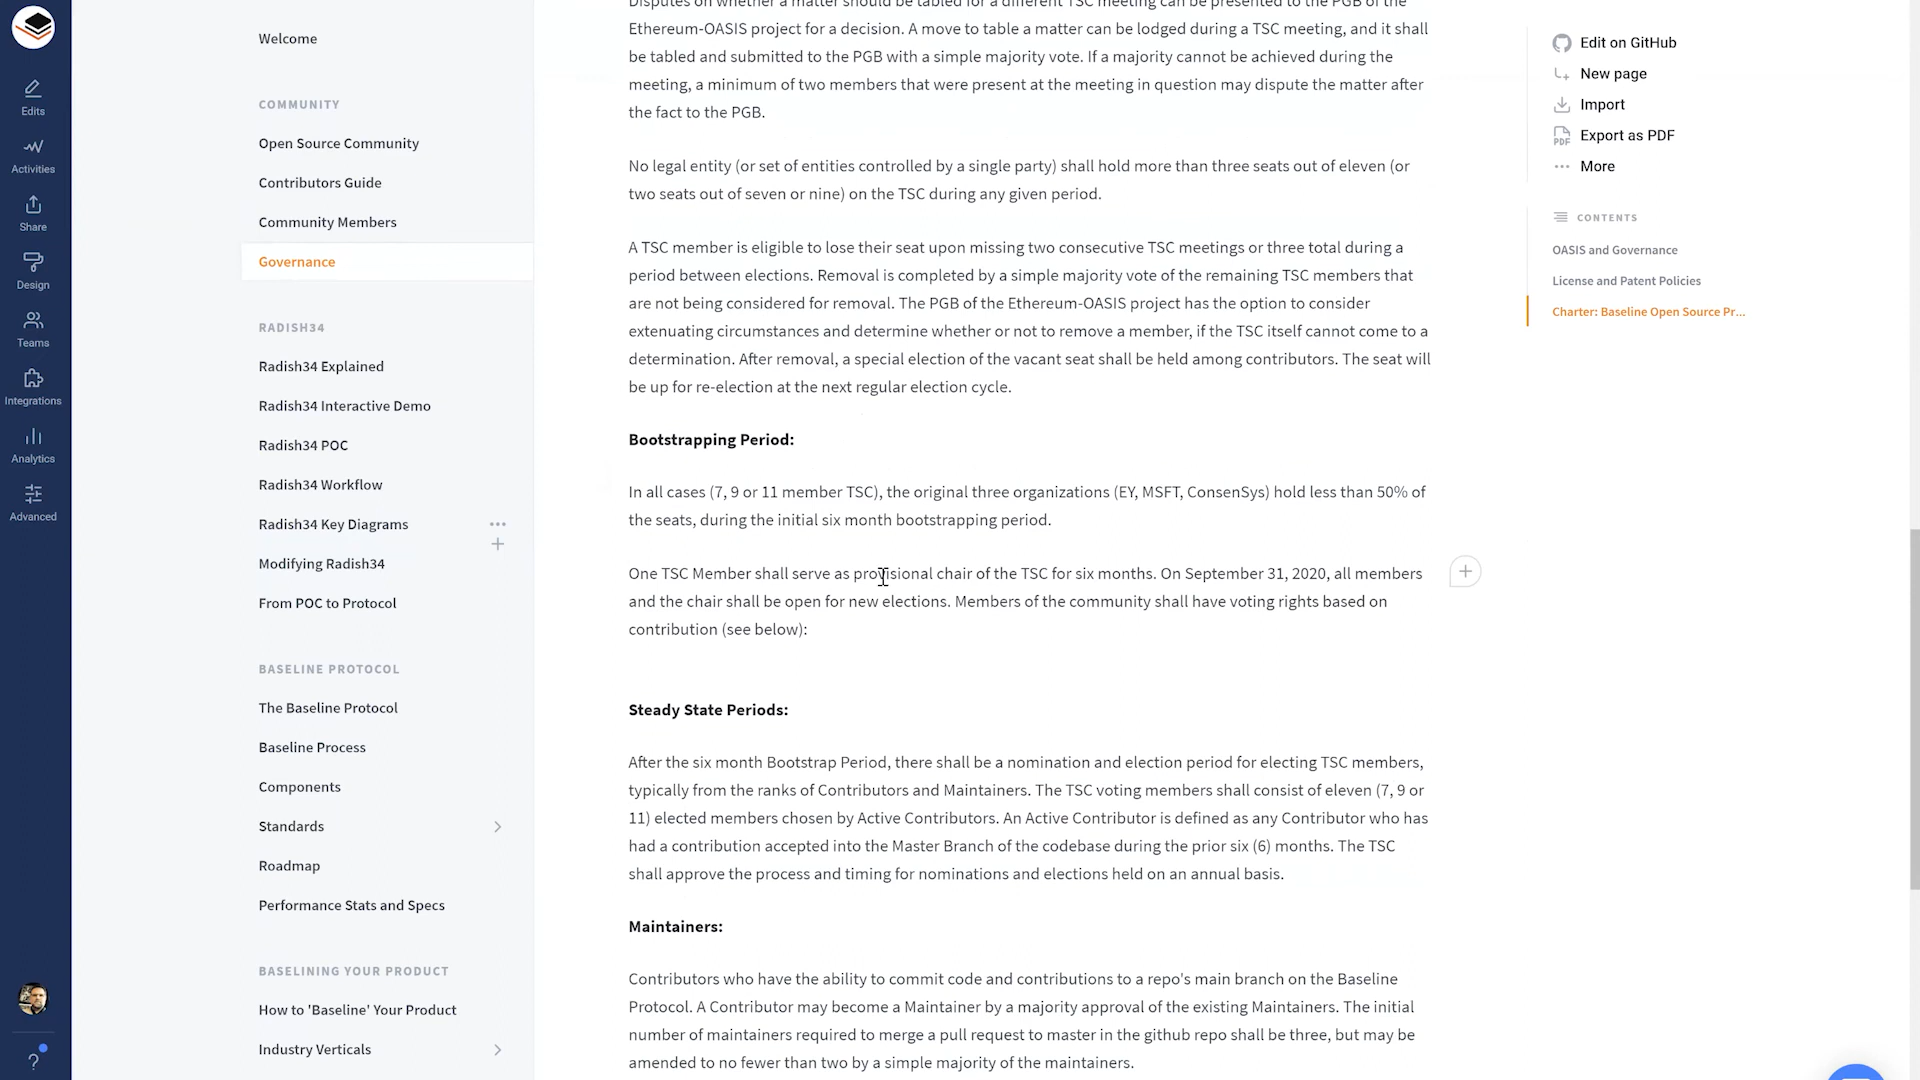 Edits
Activities
Share
Design
Teams
Integrations
Analytics
Advanced
?
Welcome
COMMUNITY
Open Source Community
Contributors Guide
Community Members
Governance
RADISH34
Radish34 Explained
Radish34 Interactive Demo
Radish34 POC
Radish34 Workflow
Radish34 Key Diagrams
Modifying Radish34
From POC to Protocol
BASELINE PROTOCOL
The Baseline Protocol
Baseline Process
Components
Standards
Roadmap
Performance Stats and Specs
BASELINING YOUR PRODUCT
How to 'Baseline' Your Product
Industry Verticals
Disputes on whether a matter should be tabled for a different TSC meeting can be presented to the PGB of the
Ethereum-OASIS project for a decision. A move to table a matter can be lodged during a TSC meeting, and it shall
be tabled and submitted to the PGB with a simple majority vote. If a majority cannot be achieved during the
meeting, a minimum of two members that were present at the meeting in question may dispute the matter after
the fact to the PGB.
No legal entity (or set of entities controlled by a single party) shall hold more than three seats out of eleven (or
two seats out of seven or nine) on the TSC during any given period.
A TSC member is eligible to lose their seat upon missing two consecutive TSC meetings or three total during a
period between elections. Removal is completed by a simple majority vote of the remaining TSC members that
are not being considered for removal. The PGB of the Ethereum-OASIS project has the option to consider
extenuating circumstances and determine whether or not to remove a member, if the TSC itself cannot come to a
determination. After removal, a special election of the vacant seat shall be held among contributors. The seat will
be up for re-election at the next regular election cycle.
Bootstrapping Period:
In all cases (7, 9 or 11 member TSC), the original three organizations (EY, MSFT, ConsenSys) hold less than 50% of
the seats, during the initial six month bootstrapping period.
One TSC Member shall serve as provisional chair of the TSC for six months. On September 31, 2020, all members
and the chair shall be open for new elections. Members of the community shall have voting rights based on
contribution (see below):
Steady State Periods:
After the six month Bootstrap Period, there shall be a nomination and election period for electing TSC members,
typically from the ranks of Contributors and Maintainers. The TSC voting members shall consist of eleven (7, 9 or
11) elected members chosen by Active Contributors. An Active Contributor is defined as any Contributor who has
had a contribution accepted into the Master Branch of the codebase during the prior six (6) months. The TSC
shall approve the process and timing for nominations and elections held on an annual basis.
Maintainers:
Contributors who have the ability to commit code and contributions to a repo's main branch on the Baseline
Protocol. A Contributor may become a Maintainer by a majority approval of the existing Maintainers. The initial
number of maintainers required to merge a pull request to master in the github repo shall be three, but may be
amended to no fewer than two by a simple majority of the maintainers.
Edit on GitHub
New page
Import
PDF Export as PDF
More
CONTENTS
OASIS and Governance
License and Patent Policies
Charter: Baseline Open Source Pr...